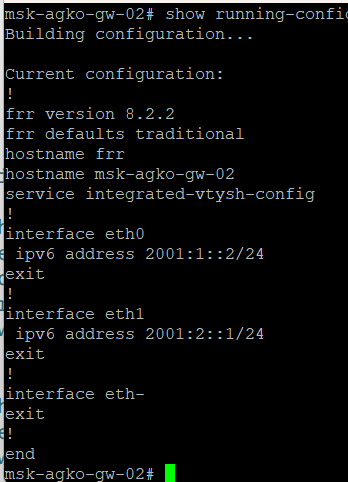 msk-agko-gw-02# show running-config
Building configuration...

Current configuration:
!
frr version 8.2.2
frr defaults traditional
hostname frr
hostname msk-agko-gw-02
service integrated-vtysh-config
!
interface eth0
 ipv6 address 2001:1::2/24
exit
!
interface eth1
 ipv6 address 2001:2::1/24
exit
!
interface eth-
exit
!
end
msk-agko-gw-02#